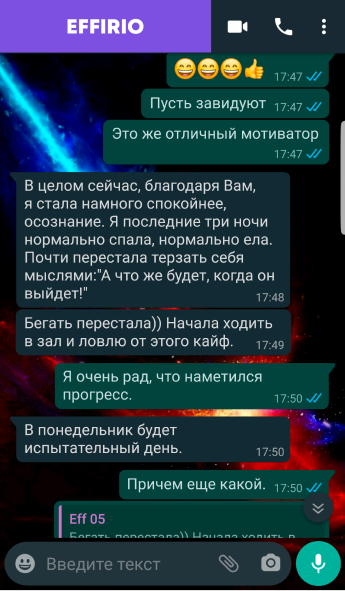 EFFIRIO
😄😄😄👍 17:47
Пусть завидуют 17:47
Это же отличный мотиватор
17:47
В целом сейчас, благодаря Вам,
я стала намного спокойнее,
осознание. Я последние три ночи
нормально спала, нормально ела.
Почти перестала терзать себя
мыслями:"А что же будет, когда он
выйдет!" 17:48
Бегать перестала)) Начала ходить
в зал и ловлю от этого кайф. 17:49
Я очень рад, что наметился
прогресс. 17:50
В понедельник будет
испытательный день. 17:50
Причем еще какой. 17:50
Eff 05
Бегать перестала)) Начала ходить в
Введите текст